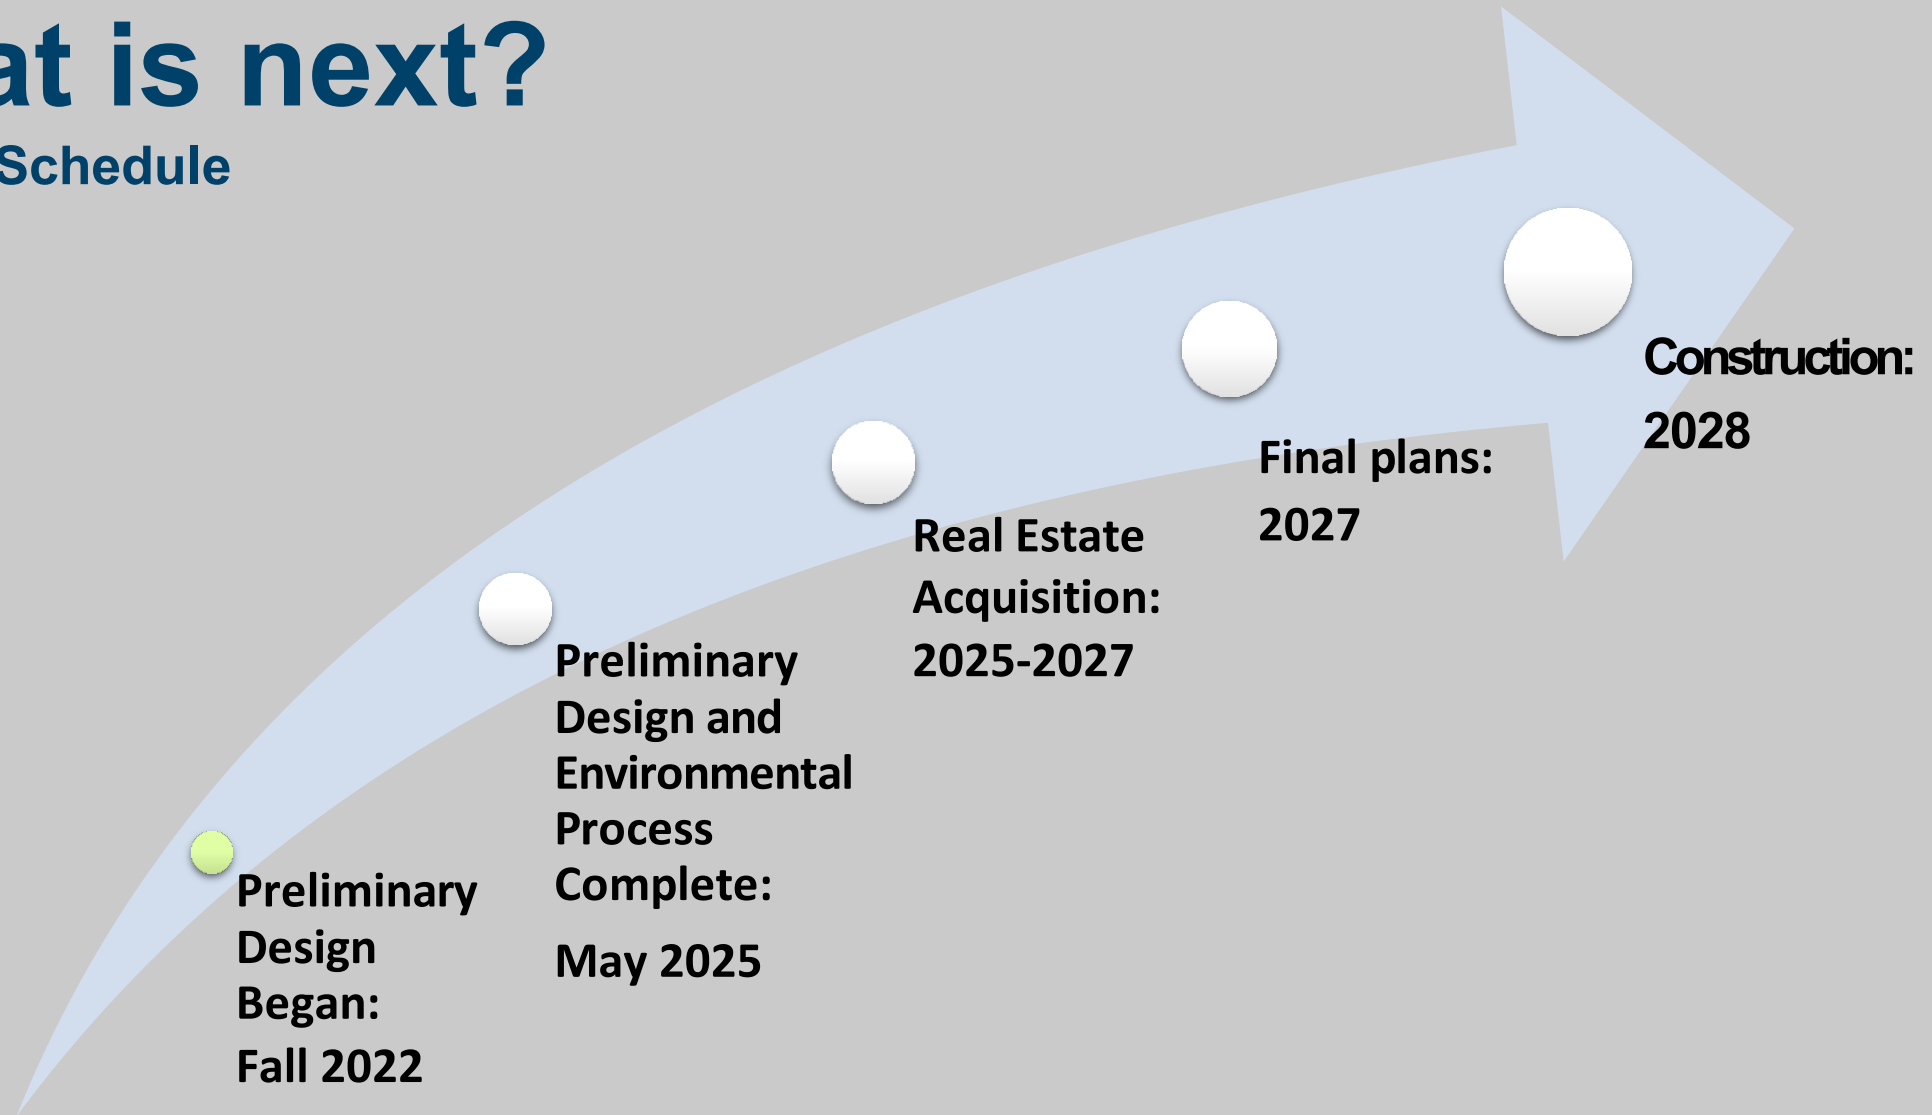 at is next?
Schedule
Construction:
2028
Final plans:
2027
Real Estate
Acquisition:
2025-2027
Preliminary
Design and
Environmental
Process
Complete:
May 2025
Preliminary
Design
Began:
Fall 2022